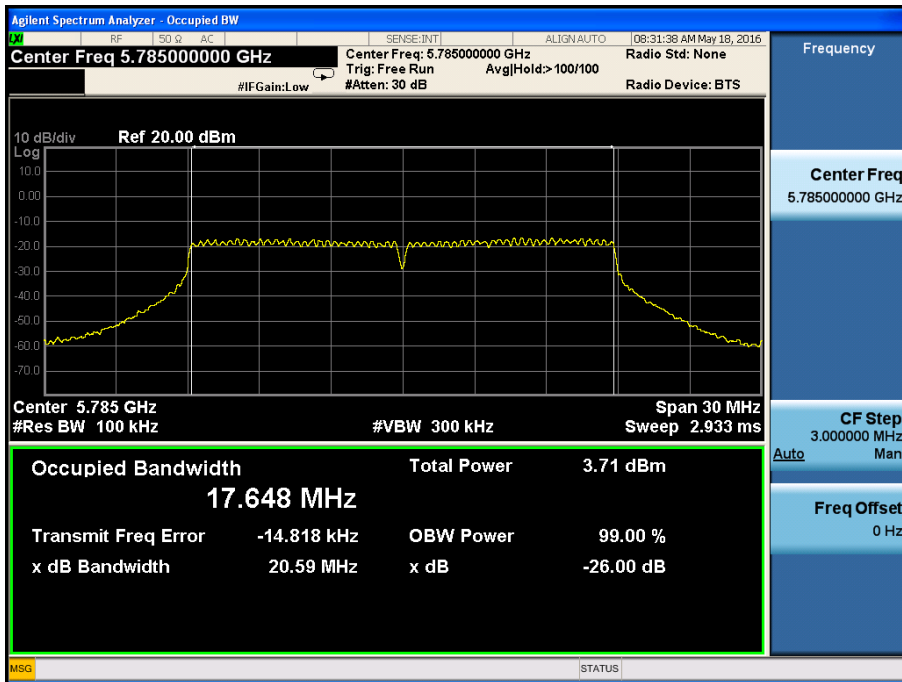 Agilent Spectrum Analyzer - Occupied BW
LXI RF 50 Ω AC SENSE:INT ALIGN AUTO 08:31:38 AM May 18, 2016
Center Freq 5.785000000 GHz
Center Freq: 5.785000000 GHz Radio Std: None
Trig: Free Run Avg|Hold:> 100/100
#IFGain:Low #Atten: 30 dB Radio Device: BTS
10 dB/div Ref 20.00 dBm
Log
10.0
0.00
-10.0
-20.0
-30.0
-40.0
-50.0
-60.0
-70.0
Center 5.785 GHz Span 30 MHz
#Res BW 100 kHz #VBW 300 kHz Sweep 2.933 ms
Occupied Bandwidth Total Power 3.71 dBm
17.648 MHz
Transmit Freq Error -14.818 kHz OBW Power 99.00 %
x dB Bandwidth 20.59 MHz x dB -26.00 dB
MSG STATUS
Frequency
Center Freq
5.785000000 GHz
CF Step
3.000000 MHz
Auto Man
Freq Offset
0 Hz